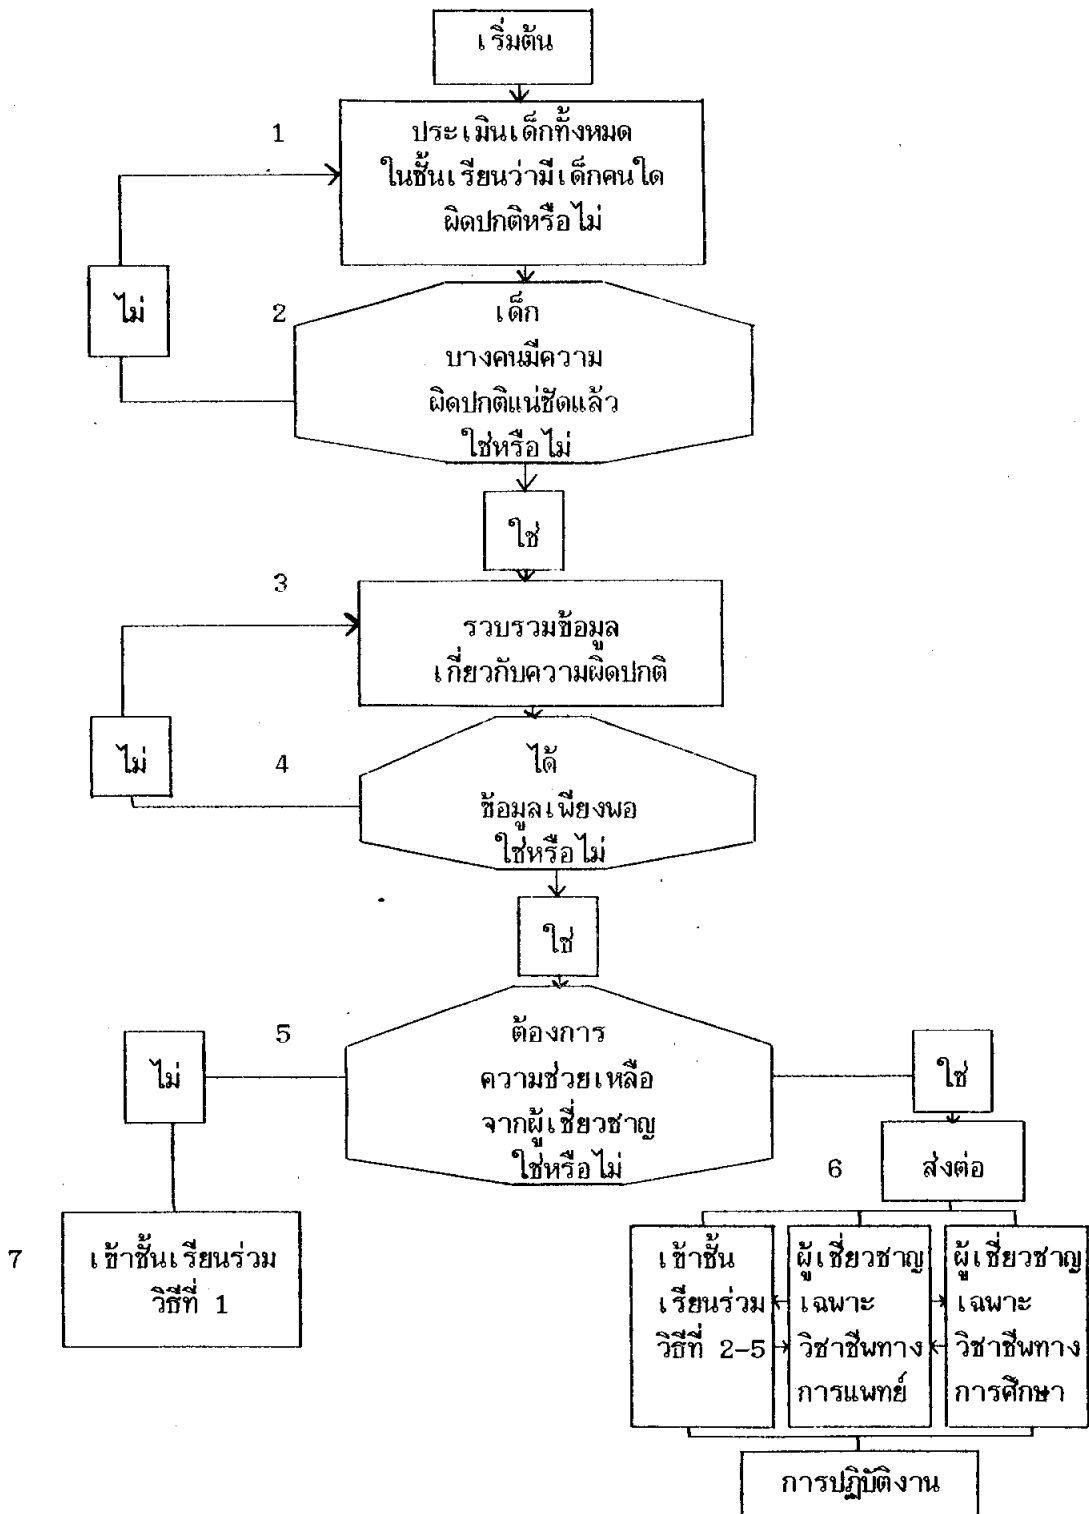 เริ่มต้น
1
ประเมินเด็กทั้งหมด
ในชั้นเรียนว่ามีเด็กคนใด
ผิดปกติหรือไม่
ไม่
2
เด็ก
บางคนมีความ
ผิดปกติแน่ชัดแล้ว
ใช่หรือไม่
ใช่
3
รวบรวมข้อมูล
เกี่ยวกับความผิดปกติ
ไม่
4
ได้
ข้อมูลเพียงพอ
ใช่หรือไม่
ใช่
5
ต้องการ
ความช่วยเหลือ
จากผู้เชี่ยวชาญ
ใช่หรือไม่
ไม่
ใช่
6
ส่งต่อ
7
เข้าชั้นเรียนร่วม
วิธีที่ 1
เข้าชั้น
เรียนร่วม
วิธีที่ 2-5
ผู้เชี่ยวชาญ
เฉพาะ
วิชาชีพทาง
การแพทย์
ผู้เชี่ยวชาญ
เฉพาะ
วิชาชีพทาง
การศึกษา
การปฏิบัติงาน